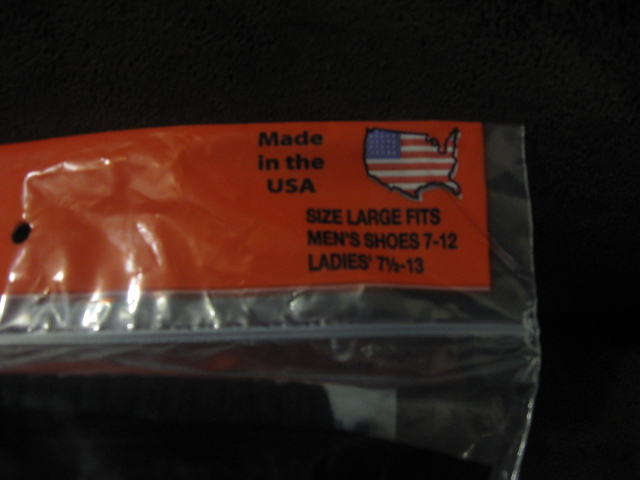 Made
in the
USA
SIZE LARGE FITS
MEN'S SHOES 7-12
LADIES' 7½-13